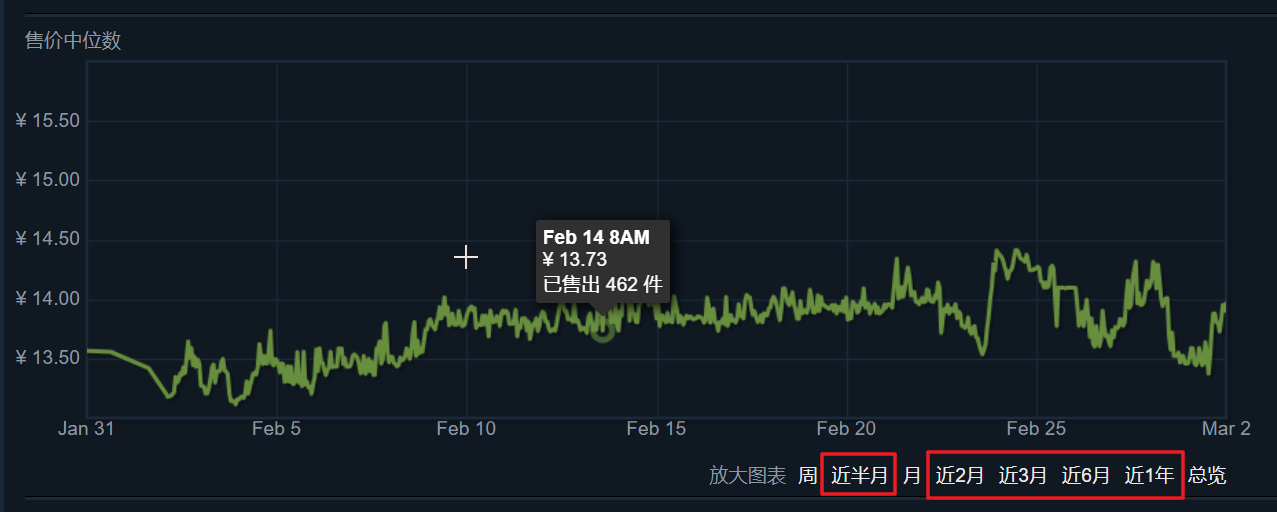 售价中位数
¥ 15.50
¥ 15.00
¥ 14.50
¥ 14.00
¥ 13.50
Feb 14 8AM
¥ 13.73
已售出 462 件
Jan 31 Feb 5 Feb 10 Feb 15 Feb 20 Feb 25 Mar 2
放大图表 周 近半月 月 近2月 近3月 近6月 近1年 总览